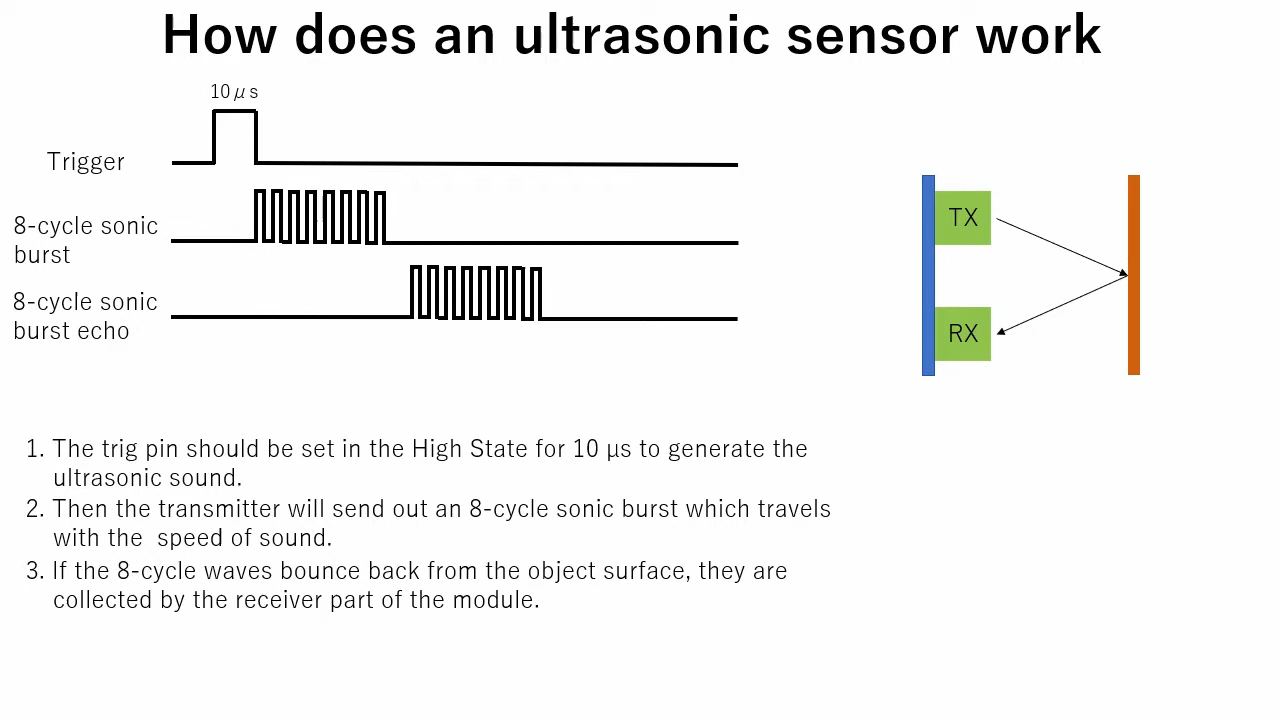 How does an ultrasonic sensor work
10μs
Trigger
8-cycle sonic
burst
8-cycle sonic
burst echo
TX
RX
1. The trig pin should be set in the High State for 10 μs to generate the
ultrasonic sound.
2. Then the transmitter will send out an 8-cycle sonic burst which travels
with the  speed of sound.
3. If the 8-cycle waves bounce back from the object surface, they are
collected by the receiver part of the module.